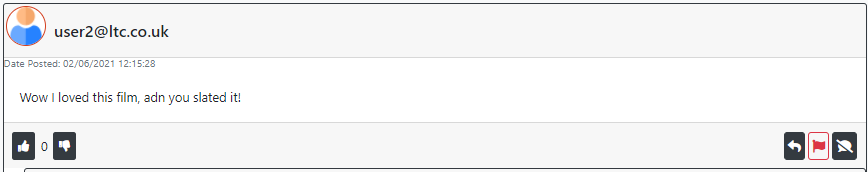 user2@ltc.co.uk
Date Posted: 02/06/2021 12:15:28
Wow I loved this film, adn you slated it!
0